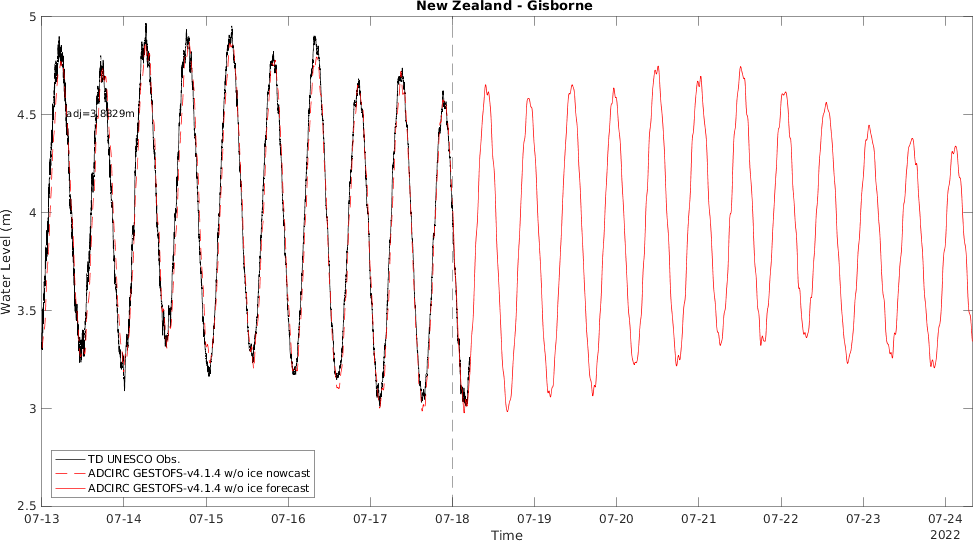 New Zealand - Gisborne
5
4.5
4
3.5
3
2.5
Water Level (m)
adj=3.8829m
TD UNESCO Obs.
ADCIRC GESTOFS-v4.1.4 w/o ice nowcast
ADCIRC GESTOFS-v4.1.4 w/o ice forecast
07-13 07-14 07-15 07-16 07-17 07-18 07-19 07-20 07-21 07-22 07-23 07-24
2022
Time